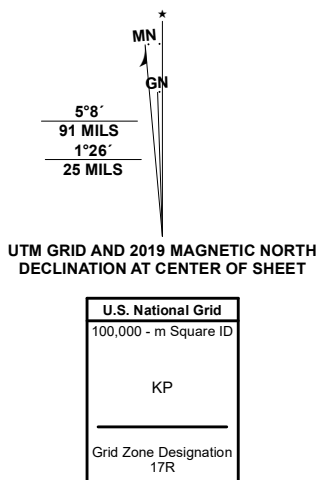 ★
MN
GN
5°8´
91 MILS
1°26´
25 MILS
UTM GRID AND 2019 MAGNETIC NORTH
DECLINATION AT CENTER OF SHEET
U.S. National Grid
100,000 - m Square ID
KP
Grid Zone Designation
17R